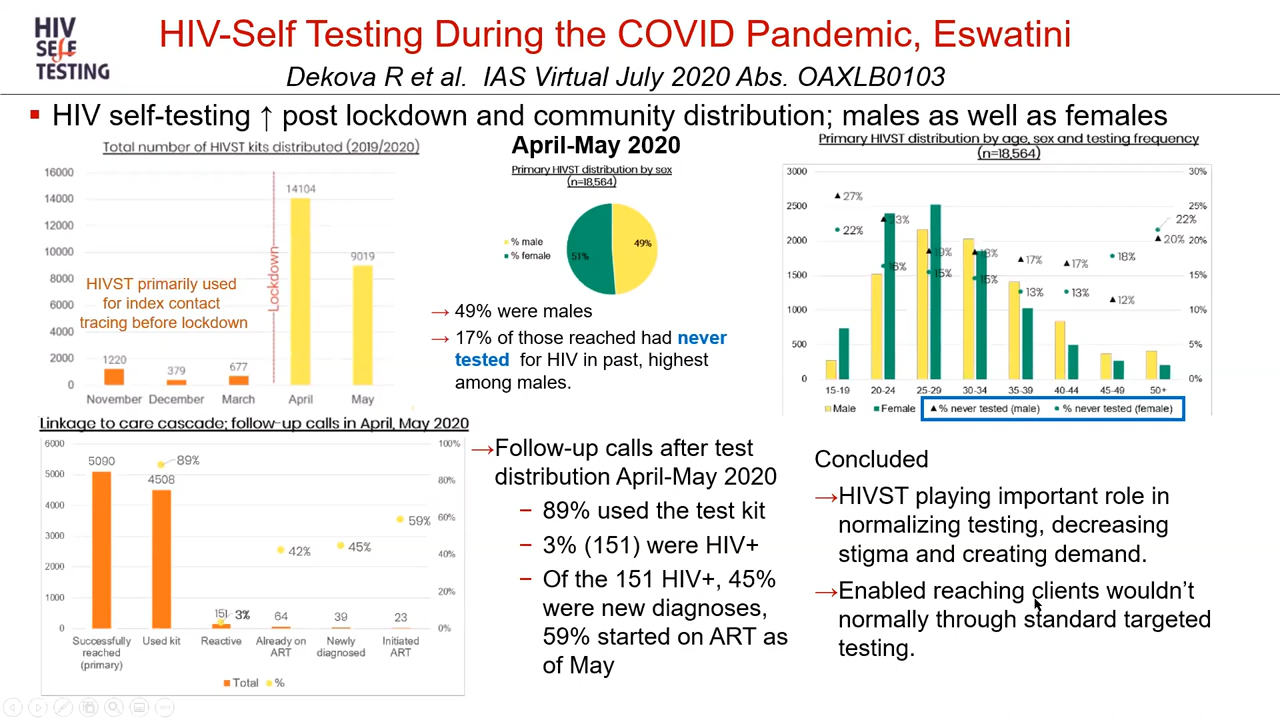 HIV
SELF
TESTING
HIV-Self Testing During the COVID Pandemic, Eswatini
Dekova R et al. IAS Virtual July 2020 Abs. OAXLB0103
HIV self-testing ↑ post lockdown and community distribution; males as well as females
Total number of HIVST kits distributed (2019/2020)
16000
14000
12000
10000
8000
6000
4000
2000
0
HIVST primarily used
for index contact
tracing before lockdown
Lockdown
1220
379
677
14104
9019
November
December
March
April
May
April-May 2020
Primary HIVST distribution by sex
(n=18,564)
% male
% female
49%
51%
→ 49% were males
→ 17% of those reached had never
tested for HIV in past, highest
among males.
Primary HIVST distribution by age, sex and testing frequency
(n=18,564)
3000
2500
2000
1500
1000
500
0
30%
25%
20%
15%
10%
5%
0%
27%
22%
23%
16%
19%
15%
18%
15%
17%
13%
17%
13%
18%
12%
22%
20%
15-19
20-24
25-29
30-34
35-39
40-44
45-49
50+
Male
Female
% never tested (male)
% never tested (female)
Linkage to care cascade; follow-up calls in April, May 2020
6000
5000
4000
3000
2000
1000
0
100%
80%
60%
40%
20%
0%
5090
89%
4508
151
3%
42%
64
45%
39
59%
23
Successfully
reached
(primary)
Used kit
Reactive
Already on
ART
Newly
diagnosed
Initiated
ART
Total
%
→Follow-up calls after test
distribution April-May 2020
− 89% used the test kit
− 3% (151) were HIV+
− Of the 151 HIV+, 45%
were new diagnoses,
59% started on ART as
of May
Concluded
→HIVST playing important role in
normalizing testing, decreasing
stigma and creating demand.
→Enabled reaching clients wouldn't
normally through standard targeted
testing.